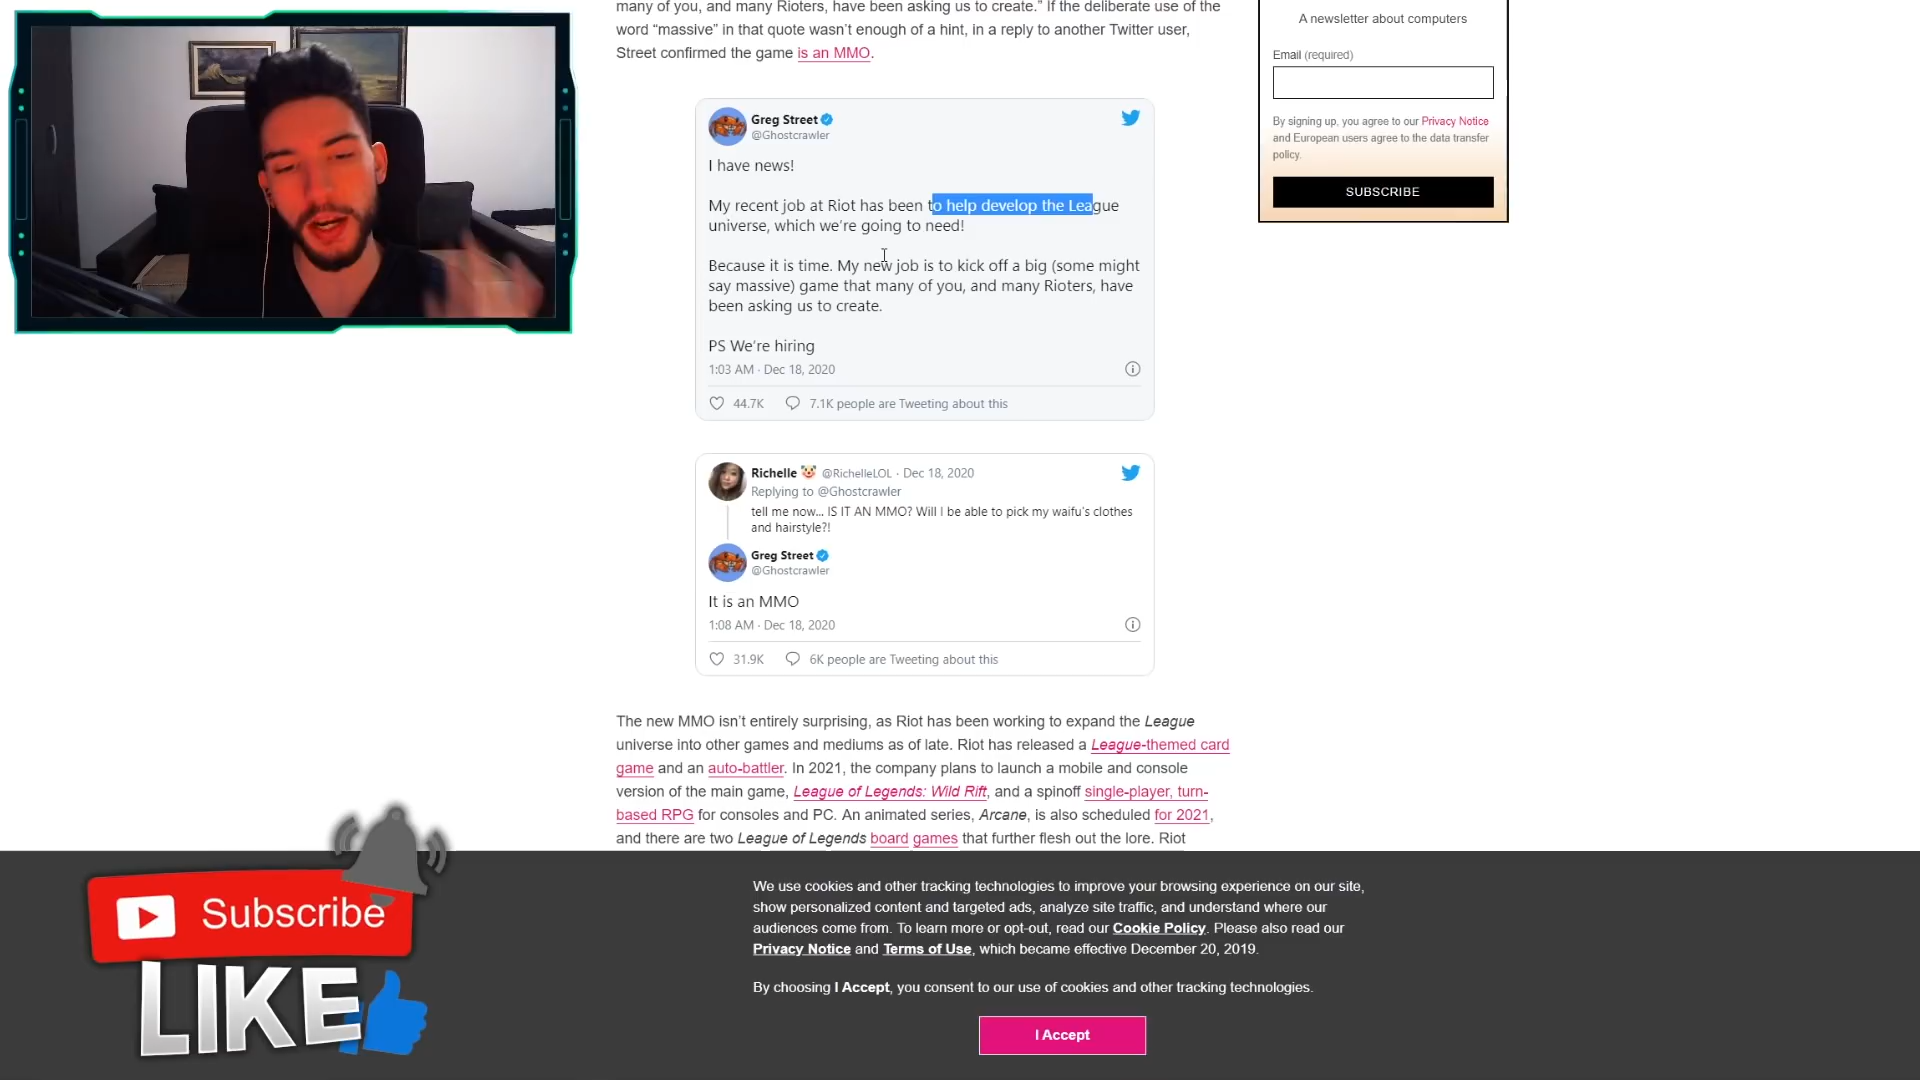 many of you, and many Rioters, have been asking us to create.” If the deliberate use of the
word “massive” in that quote wasn’t enough of a hint, in a reply to another Twitter user,
Street confirmed the game is an MMO.
Greg Street
@Ghostcrawler
I have news!
My recent job at Riot has been to help develop the League
universe, which we're going to need!
Because it is time. My new job is to kick off a big (some might
say massive) game that many of you, and many Rioters, have
been asking us to create.
PS We're hiring
1:03 AM · Dec 18, 2020
44.7K 7.1K people are Tweeting about this
Richelle 🤡 @RichelleLOL · Dec 18, 2020
Replying to @Ghostcrawler
tell me now... IS IT AN MMO? Will I be able to pick my waifu's clothes
and hairstyle?!
Greg Street
@Ghostcrawler
It is an MMO
1:08 AM · Dec 18, 2020
31.9K 6K people are Tweeting about this
The new MMO isn’t entirely surprising, as Riot has been working to expand the League
universe into other games and mediums as of late. Riot has released a League-themed card
game and an auto-battler. In 2021, the company plans to launch a mobile and console
version of the main game, League of Legends: Wild Rift, and a spinoff single-player, turn-
based RPG for consoles and PC. An animated series, Arcane, is also scheduled for 2021,
and there are two League of Legends board games that further flesh out the lore. Riot
A newsletter about computers
Email (required)
By signing up, you agree to our Privacy Notice
and European users agree to the data transfer
policy.
SUBSCRIBE
Subscribe
LIKE
We use cookies and other tracking technologies to improve your browsing experience on our site,
show personalized content and targeted ads, analyze site traffic, and understand where our
audiences come from. To learn more or opt-out, read our Cookie Policy. Please also read our
Privacy Notice and Terms of Use, which became effective December 20, 2019.
By choosing I Accept, you consent to our use of cookies and other tracking technologies.
I Accept